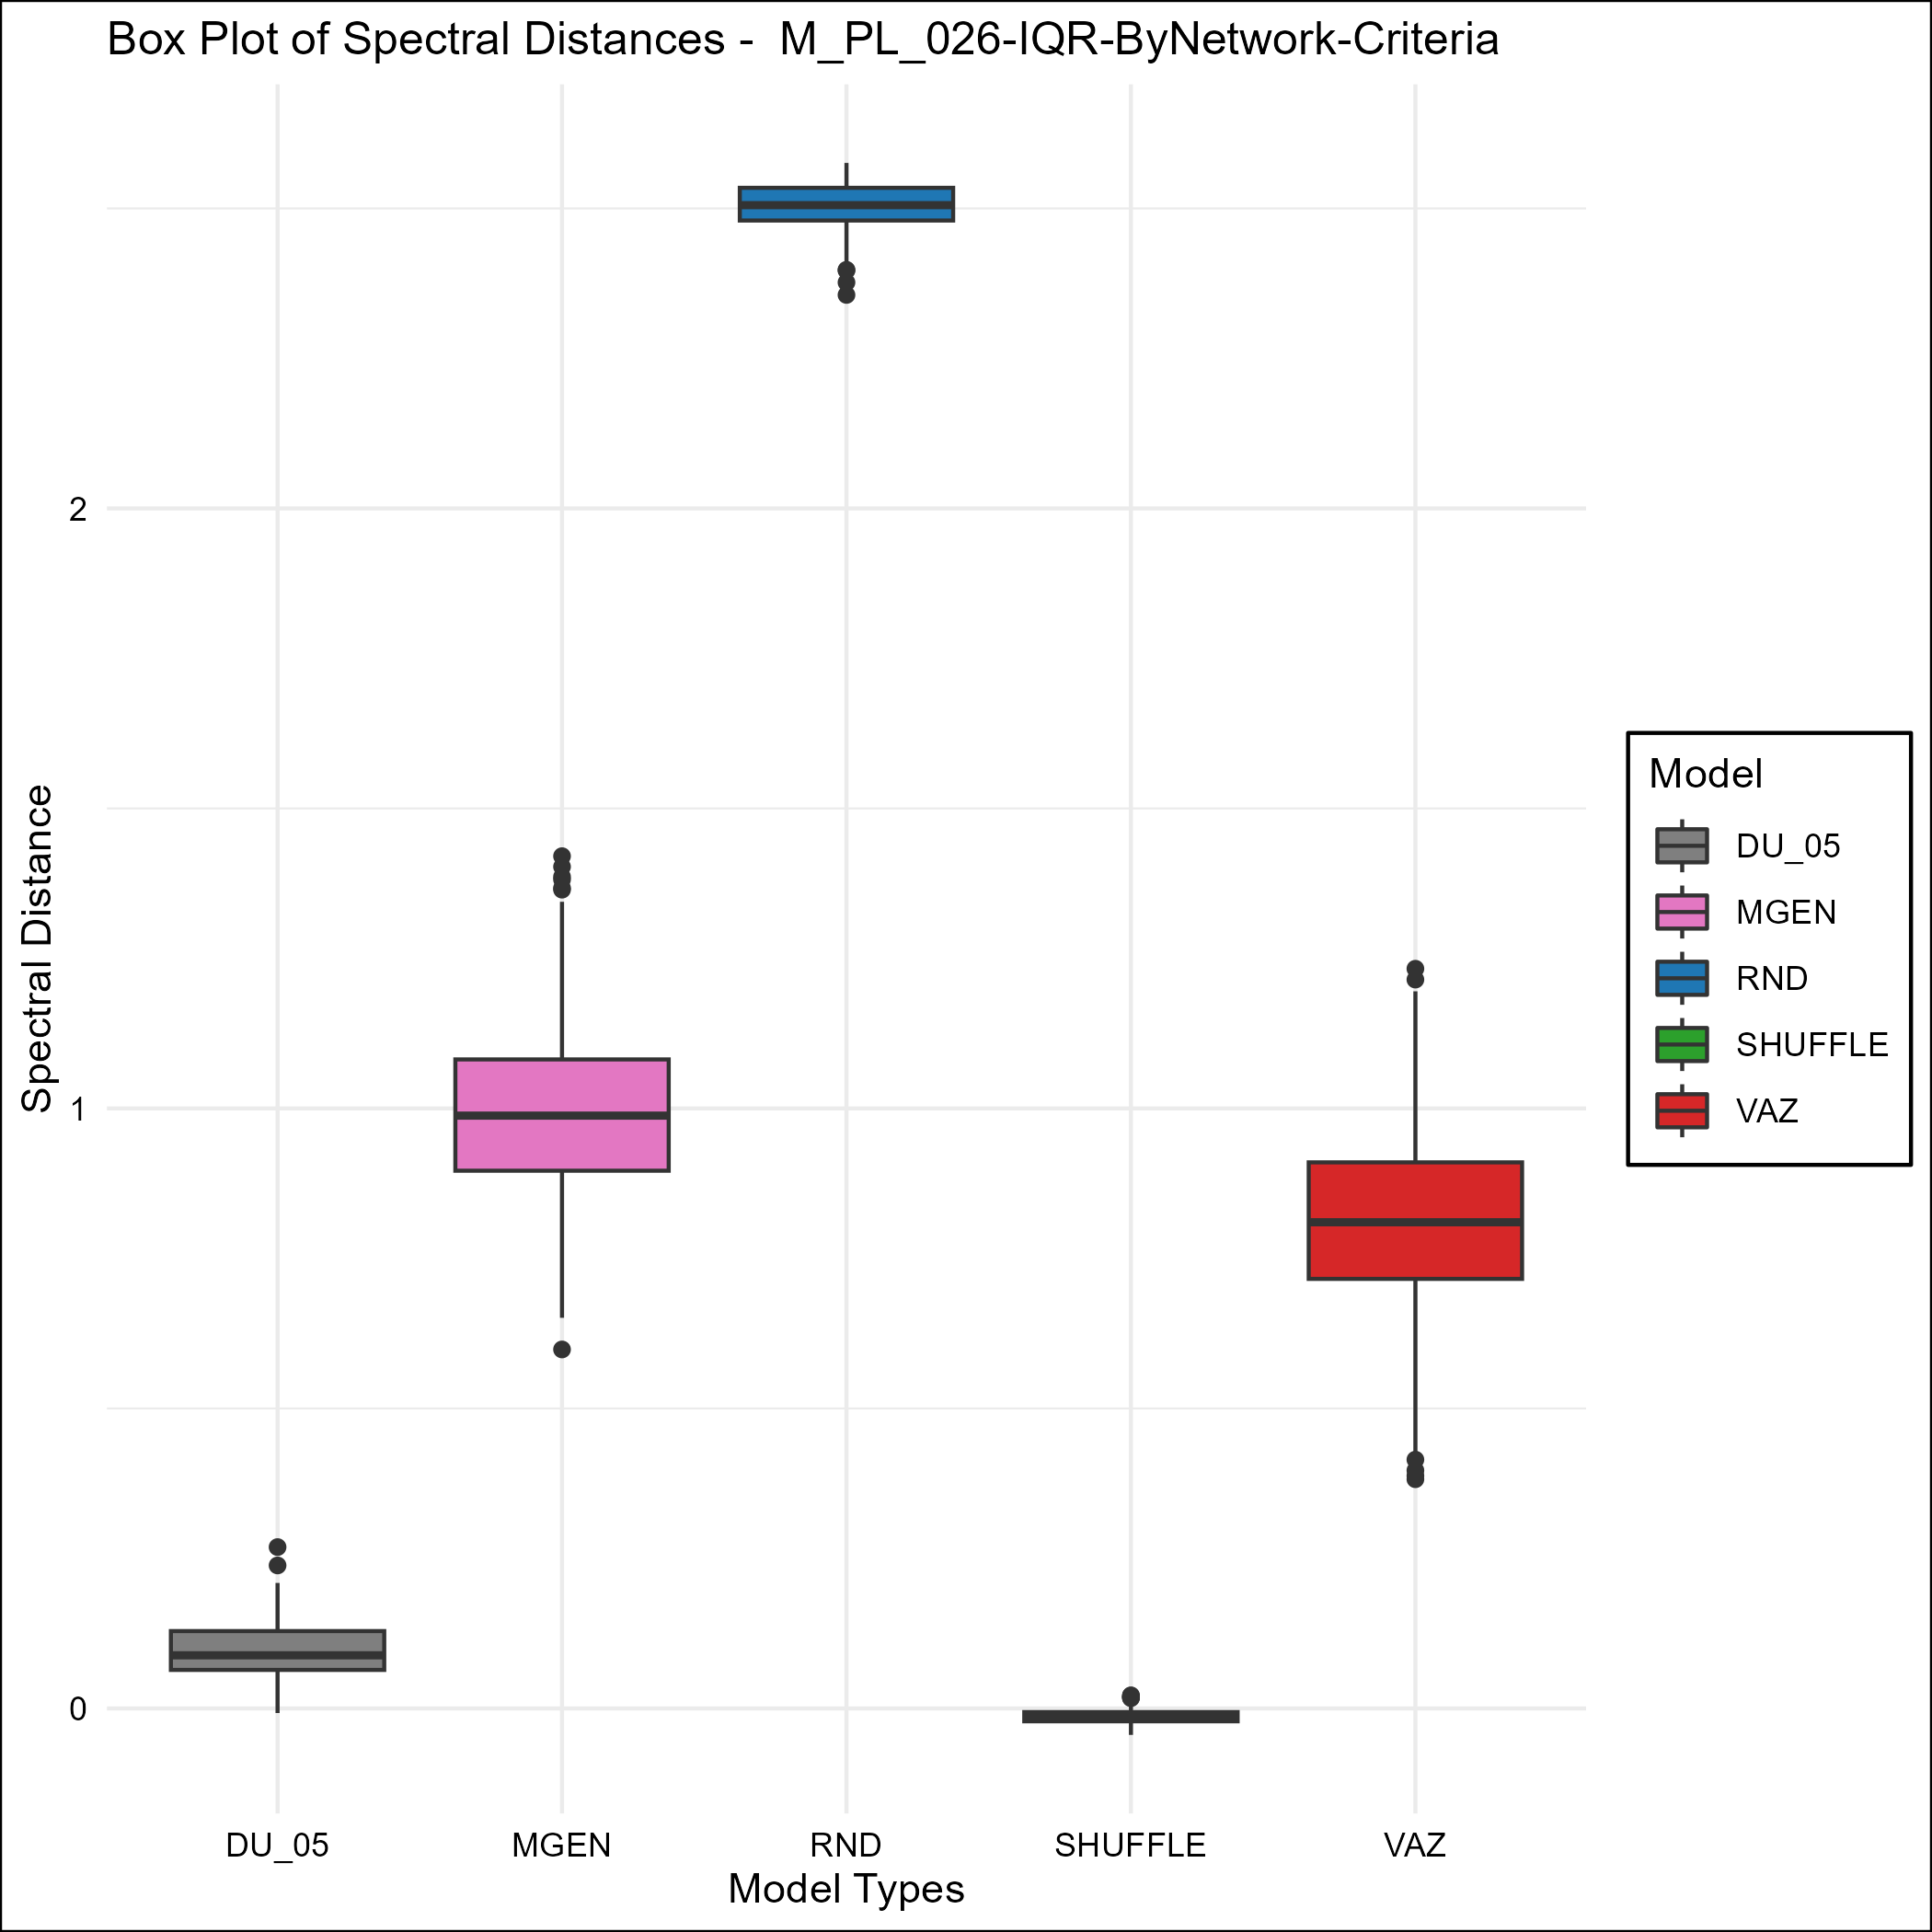 Box Plot of Spectral Distances -  M_PL_026-IQR-ByNetwork-Criteria
Spectral Distance
2
1
0
DU_05
MGEN
RND
SHUFFLE
VAZ
Model Types
Model
DU_05
MGEN
RND
SHUFFLE
VAZ